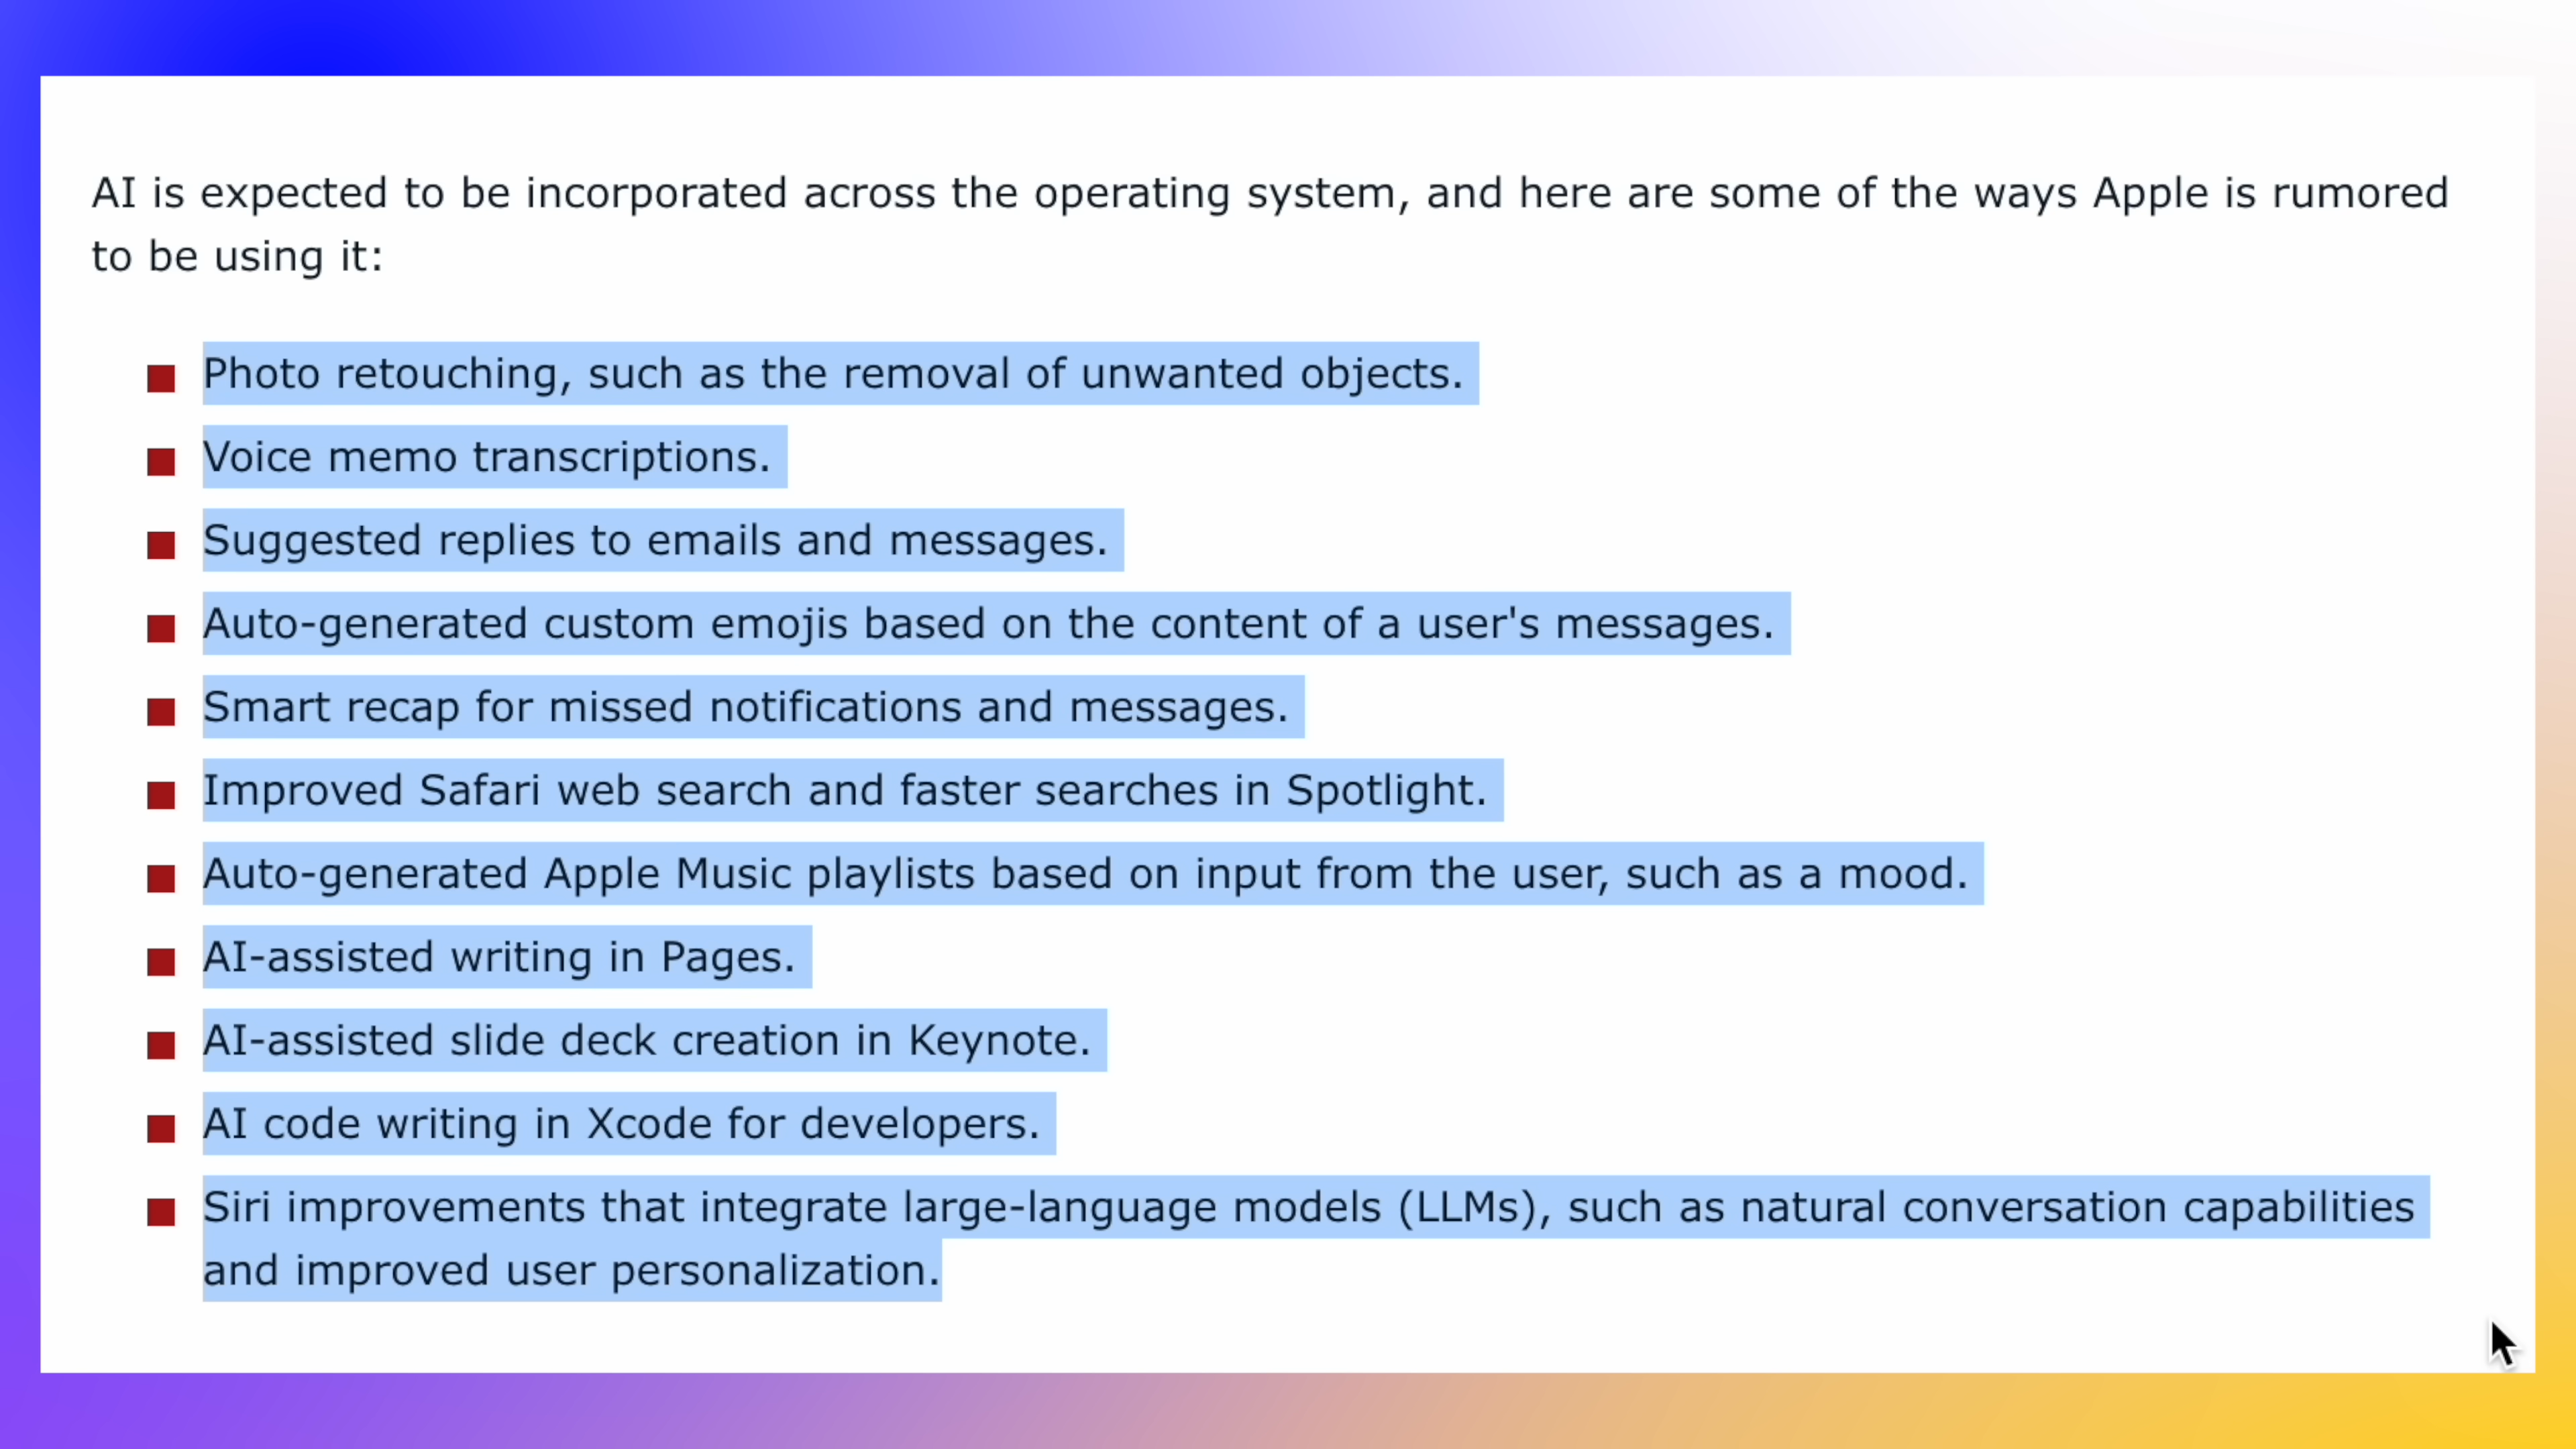 AI is expected to be incorporated across the operating system, and here are some of the ways Apple is rumored
to be using it:
Photo retouching, such as the removal of unwanted objects.
Voice memo transcriptions.
Suggested replies to emails and messages.
Auto-generated custom emojis based on the content of a user's messages.
Smart recap for missed notifications and messages.
Improved Safari web search and faster searches in Spotlight.
Auto-generated Apple Music playlists based on input from the user, such as a mood.
AI-assisted writing in Pages.
AI-assisted slide deck creation in Keynote.
AI code writing in Xcode for developers.
Siri improvements that integrate large-language models (LLMs), such as natural conversation capabilities
and improved user personalization.